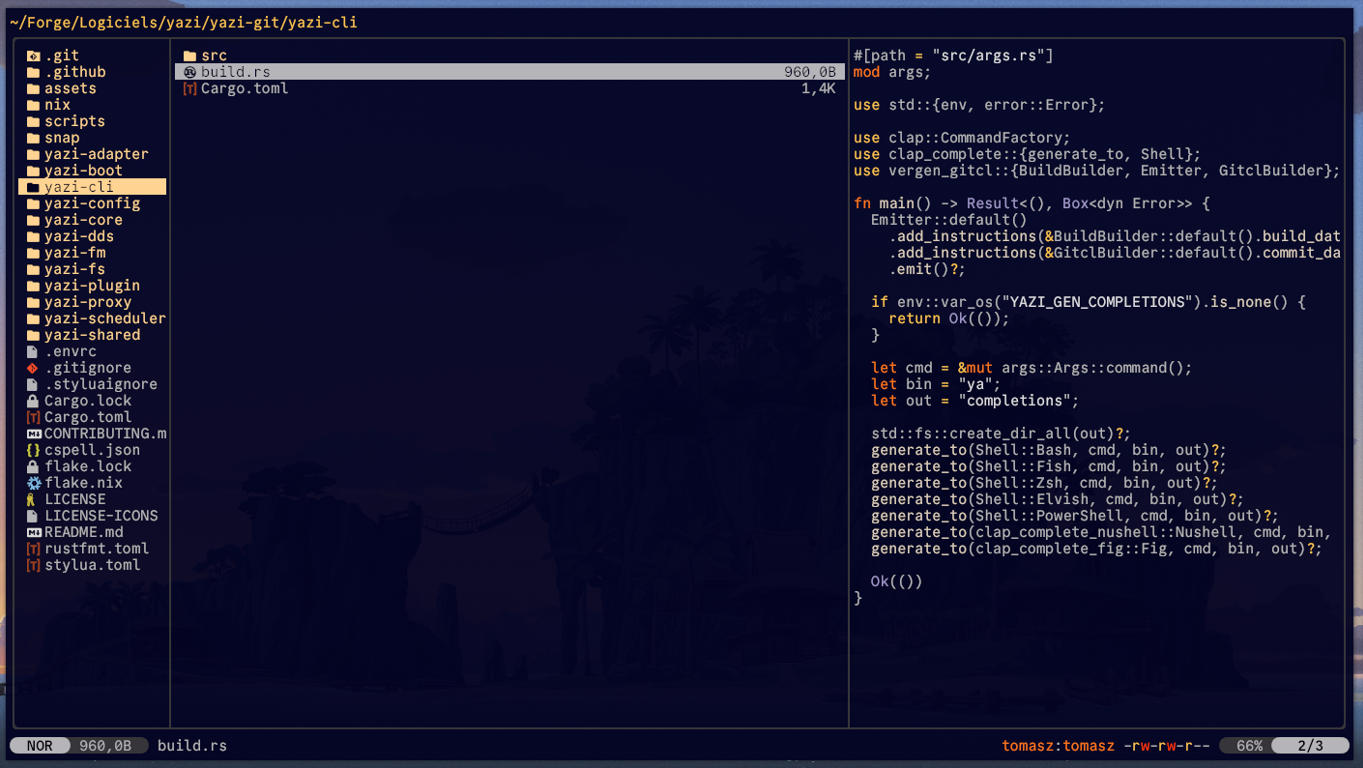 ~/Forge/Logiciels/yazi/yazi-git/yazi-cli
.git
.github
assets
nix
scripts
snap
yazi-adapter
yazi-boot
yazi-cli
yazi-config
yazi-core
yazi-dds
yazi-fm
yazi-fs
yazi-plugin
yazi-proxy
yazi-scheduler
yazi-shared
.envrc
.gitignore
.styluaignore
Cargo.lock
Cargo.toml
CONTRIBUTING.m
cspell.json
flake.lock
flake.nix
LICENSE
LICENSE-ICONS
README.md
rustfmt.toml
stylua.toml
src
build.rs 960,0B
Cargo.toml 1,4K
#[path = "src/args.rs"]
mod args;
use std::{env, error::Error};
use clap::CommandFactory;
use clap_complete::{generate_to, Shell};
use vergen_gitcl::{BuildBuilder, Emitter, GitclBuilder};
fn main() -> Result<(), Box<dyn Error>> {
Emitter::default()
.add_instructions(&BuildBuilder::default().build_dat
.add_instructions(&GitclBuilder::default().commit_da
.emit()?;
if env::var_os("YAZI_GEN_COMPLETIONS").is_none() {
return Ok(());
}
let cmd = &mut args::Args::command();
let bin = "ya";
let out = "completions";
std::fs::create_dir_all(out)?;
generate_to(Shell::Bash, cmd, bin, out)?;
generate_to(Shell::Fish, cmd, bin, out)?;
generate_to(Shell::Zsh, cmd, bin, out)?;
generate_to(Shell::Elvish, cmd, bin, out)?;
generate_to(Shell::PowerShell, cmd, bin, out)?;
generate_to(clap_complete_nushell::Nushell, cmd, bin,
generate_to(clap_complete_fig::Fig, cmd, bin, out)?;
Ok(())
}
NOR 960,0B build.rs tomasz:tomasz -rw-rw-r-- 66% 2/3